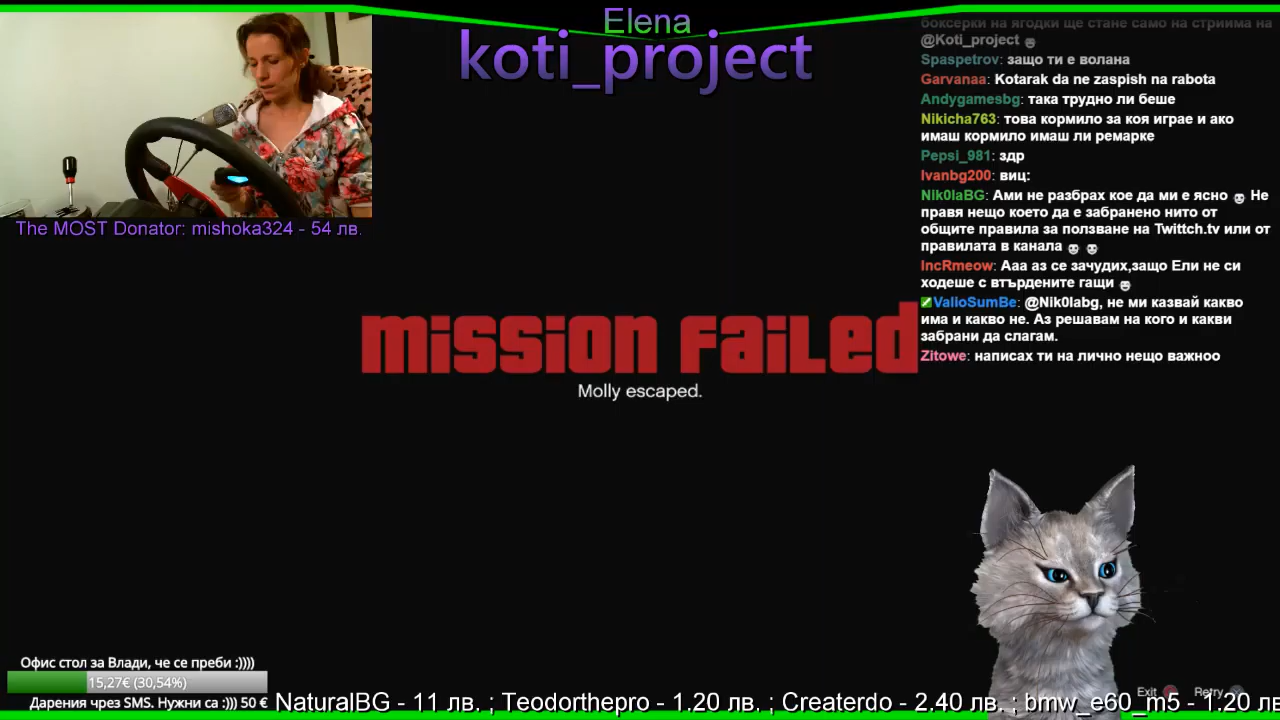 Elena
koti_project
The MOST Donator: mishoka324 - 54 лв.
боксерки на ягодки ще стане само на стриима на
@Koti_project
Spaspetrov: защо ти е волана
Garvanaa: Kotarak da ne zaspish na rabota
Andygamesbg: така трудно ли беше
Nikicha763: това кормило за коя играе и ако
имаш кормило имаш ли ремарке
Pepsi_981: здр
Ivanbg200: виц:
Nik0laBG: Ами не разбрах кое да ми е ясно Не
правя нещо което да е забранено нито от
общите правила за ползване на Twittch.tv или от
правилата в канала
IncRmeow: Ааа аз се зачудих,защо Ели не си
ходеше с втърдените гащи
ValioSumBe: @Nik0labg, не ми казвай какво
има и какво не. Аз решавам на кого и какви
забрани да слагам.
Zitowe: написах ти на лично нещо важноо
mission failed
Molly escaped.
Exit Retry
Офис стол за Влади, че се преби :))))
15,27€ (30,54%)
Дарения чрез SMS. Нужни са :))) 50 €
NaturalBG - 11 лв. ; Teodorthepro - 1.20 лв. ; Createrdo - 2.40 лв. ; bmw_e60_m5 - 1.20 лв